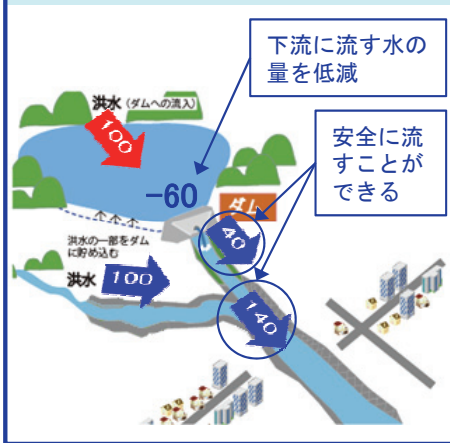 下流に流す水の
量を低減
洪水（ダムへの流入）
100
安全に流
すことが
できる
-60
ダム
40
洪水の一部をダム
に貯め込む
洪水
100
140